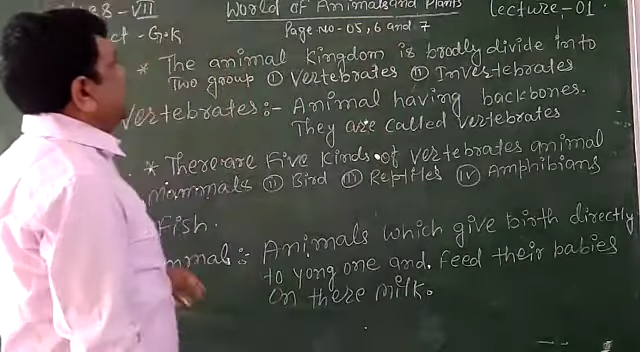 VII World of Animals and Plants Lecture - 01
ct - G.K Page No - 05, 6 and 7
* The animal kingdom is brodly divide into
Two group (i) Vertebrates (ii) Investebrates
Vertebrates :- Animal having backbones.
They are called vertebrates
* There are Five Kinds of vertebrates animal
mammals (ii) Bird (iii) Reptiles (iv) Amphibians
Fish.
mmal :- Animals which give birth directly
to yong one and feed their babies
on there milk.